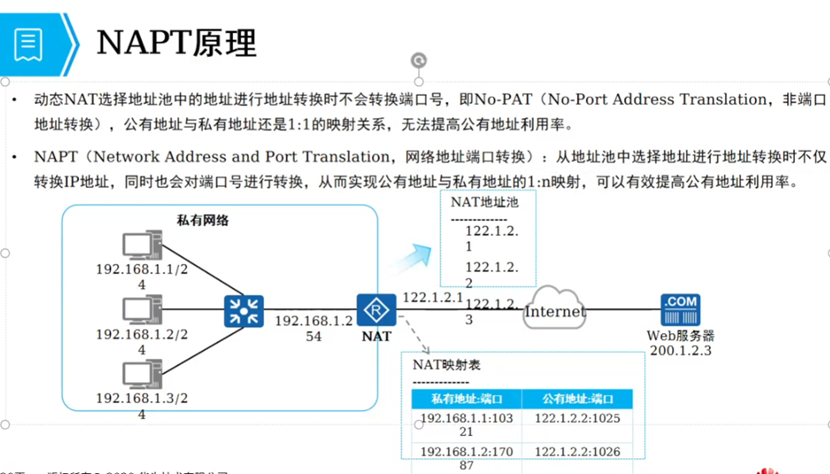 NAPT原理
• 动态NAT选择地址池中的地址进行地址转换时不会转换端口号，即No-PAT（No-Port Address Translation，非端口
地址转换），公有地址与私有地址还是1:1的映射关系，无法提高公有地址利用率。
• NAPT（Network Address and Port Translation，网络地址端口转换）：从地址池中选择地址进行地址转换时不仅
转换IP地址，同时也会对端口号进行转换，从而实现公有地址与私有地址的1:n映射，可以有效提高公有地址利用率。
私有网络
192.168.1.1/2
4
192.168.1.2/2
4
192.168.1.3/2
4
192.168.1.2
54
NAT
NAT地址池
-------------
122.1.2.
1
122.1.2.
2
122.1.2.
3
122.1.2.1
Internet
.COM
Web服务器
200.1.2.3
NAT映射表
-------------
私有地址:端口 公有地址:端口
192.168.1.1:103
21
122.1.2.2:1025
192.168.1.2:170
87
122.1.2.2:1026